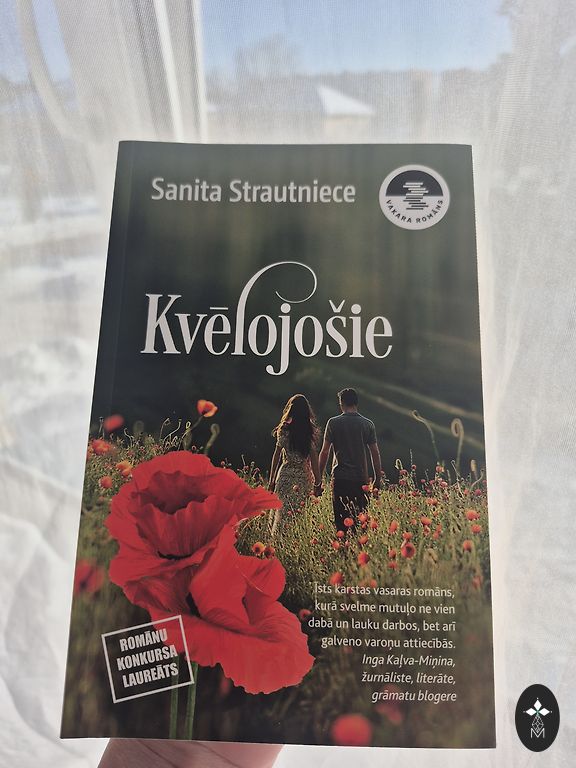 Sanita Strautniece
VAKARA ROMĀNS
Kvēlojošie
"Īsts karstas vasaras romāns,
kurā svelme mutuļo ne vien
dabā un lauku darbos, bet arī
galveno varoņu attiecībās.
Inga Kaļva-Miņina,
žurnāliste, literāte,
grāmatu blogere
ROMĀNU
KONKURSA
LAUREĀTS
M